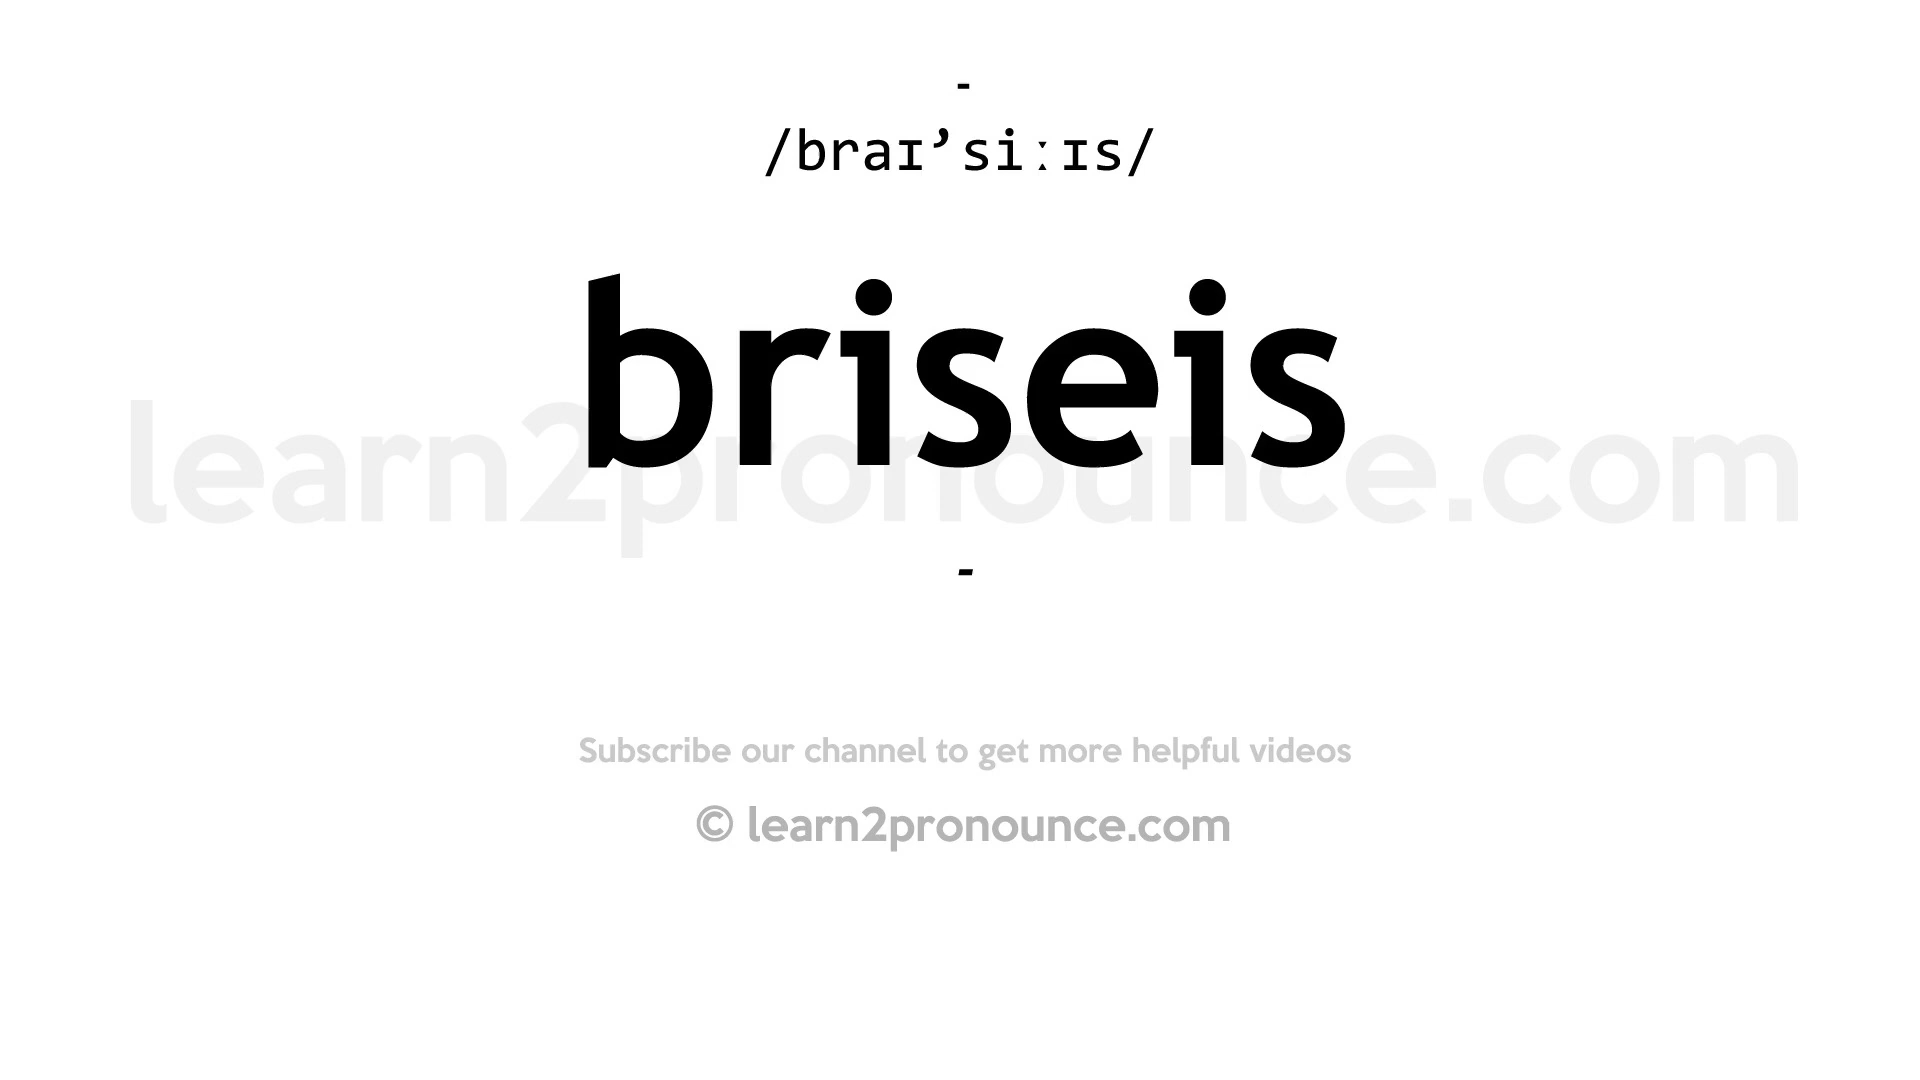 -
/braɪ’siːɪs/
briseis
learn2pronounce.com
-
Subscribe our channel to get more helpful videos
© learn2pronounce.com